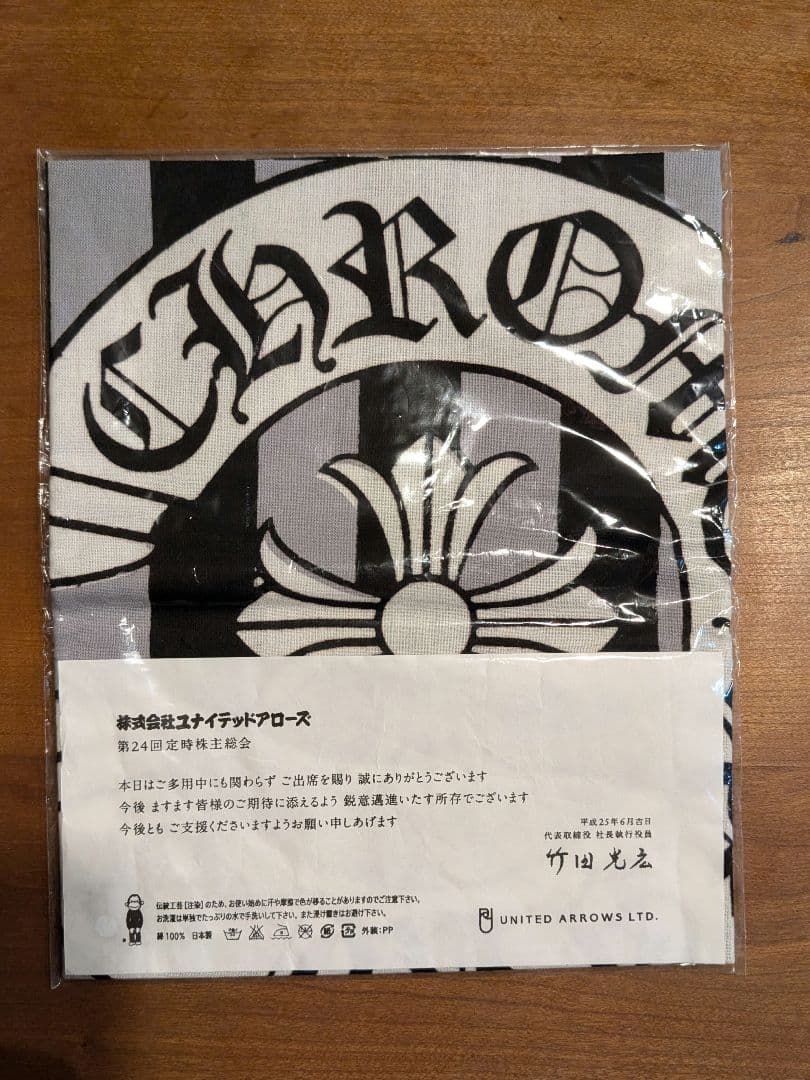 CHRO
株式会社ユナイテッドアローズ
第24回定時株主総会
本日はご多用中にも関わらず ご出席を賜り 誠にありがとうございます
今後 ますます皆様のご期待に添えるよう 鋭意邁進いたす所存でございます
今後とも ご支援くださいますようお願い申しあげます
平成25年6月吉日
代表取締役 社長執行役員
竹田光広
伝統工芸【注染】のため、お使い始めに汗や摩擦で色が移ることがありますのでご注意下さい。
お洗濯は単独でたっぷりの水で手洗いして下さい。また浸け置きはお避け下さい。
綿100% 日本製 外装:PP
UNITED ARROWS LTD.